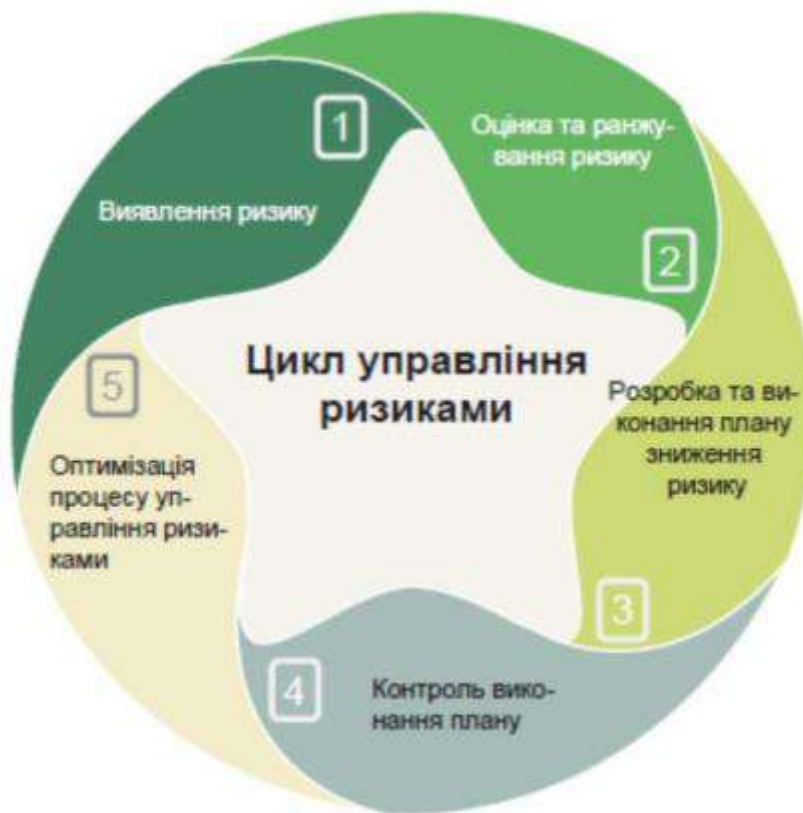 1
Виявлення ризику
Оцінка та ранжу-
вання ризику
2
Цикл управління
ризиками
Розробка та ви-
конання плану
зниження
ризику
3
4
Контроль вико-
нання плану
5
Оптимізація
процесу уп-
равління ризи-
ками